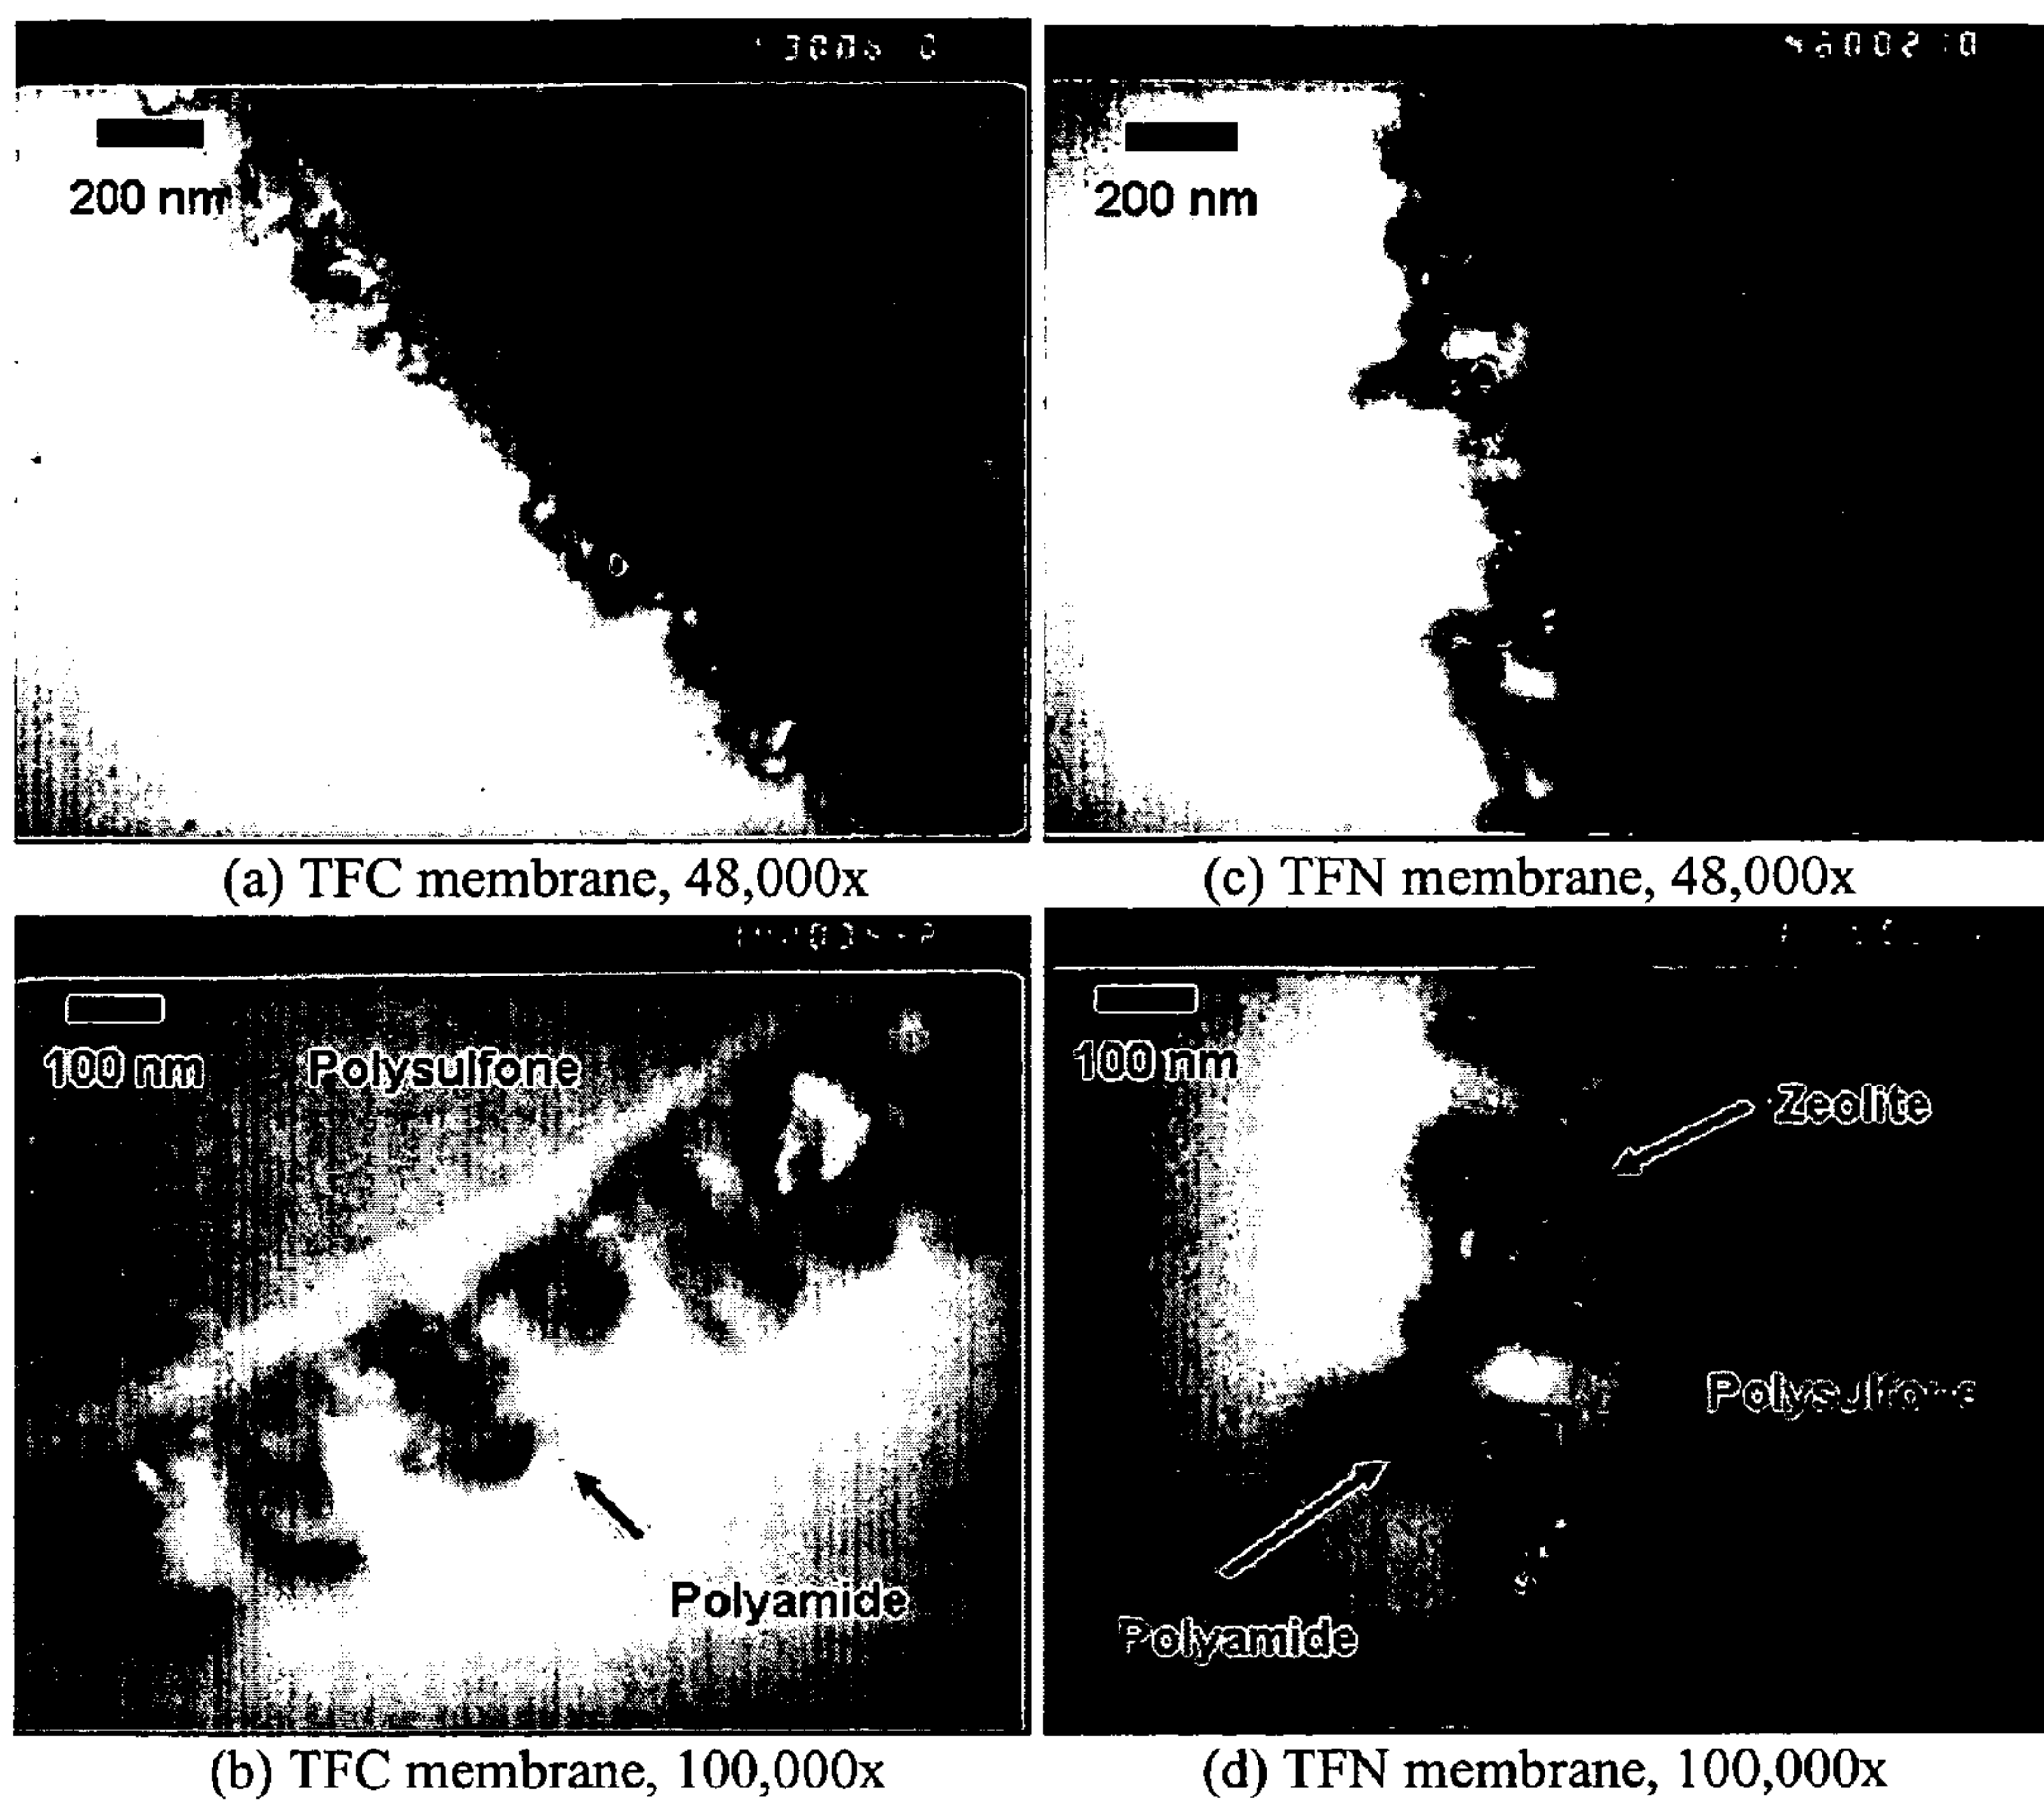 200 nm
200 nm
(a) TFC membrane, 48,000x
(c) TFN membrane, 48,000x
100 nm
Polysulfone
Polyamide
100 nm
Zeolite
Polysulfone
Polyamide
(b) TFC membrane, 100,000x
(d) TFN membrane, 100,000x